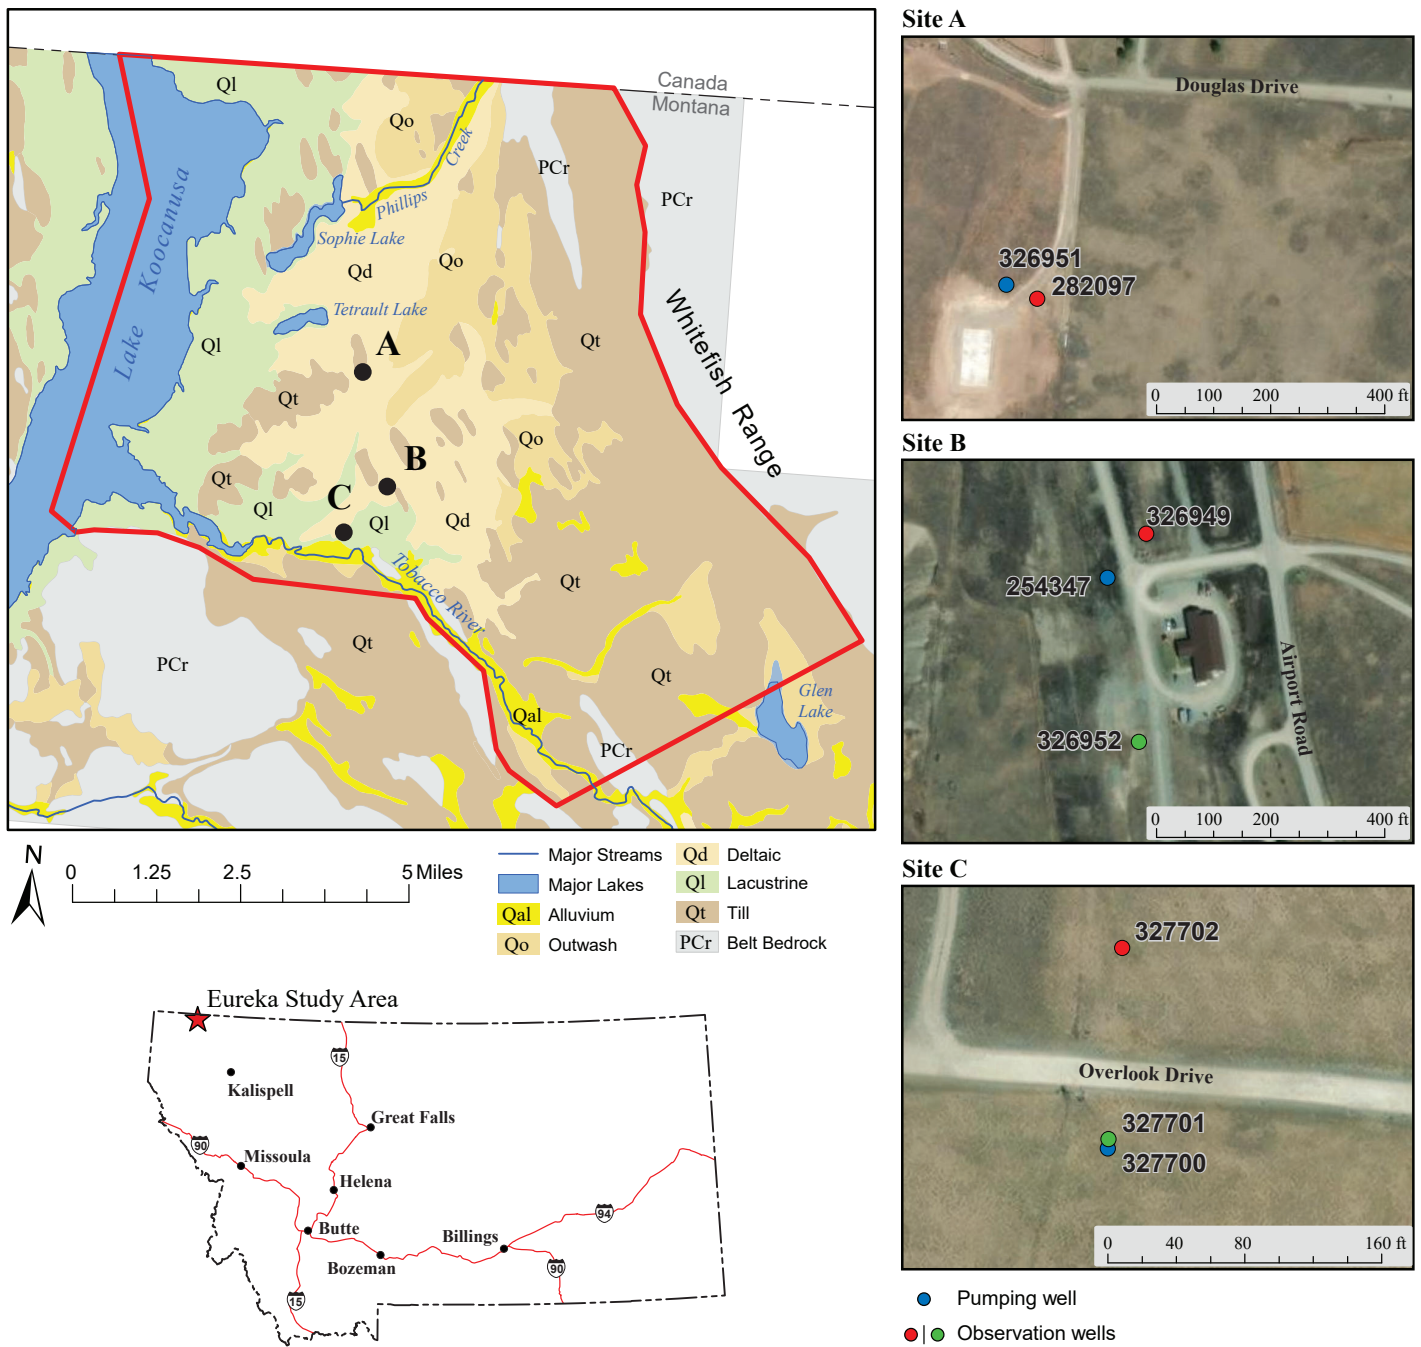 Canada
Montana
Ql
Qo
Creek
PCr
PCr
Phillips
Lake Koocanusa
Sophie Lake
Qd
Qo
Tetrault Lake
Ql
A
Qt
Qt
Whitefish Range
B
Qo
Qt
C
Ql
Ql
Qd
Tobacco River
Qt
Qt
PCr
Qt
Glen
Lake
Qal
PCr
N
0 1.25 2.5 5 Miles
Major Streams
Major Lakes
Qal Alluvium
Qo Outwash
Qd Deltaic
Ql Lacustrine
Qt Till
PCr Belt Bedrock
Eureka Study Area
15
Kalispell
Great Falls
90
Missoula
Helena
94
Butte
Billings
Bozeman
90
15
Site A
Douglas Drive
326951
282097
0 100 200 400 ft
Site B
326949
254347
Airport Road
326952
0 100 200 400 ft
Site C
327702
Overlook Drive
327701
327700
0 40 80 160 ft
Pumping well
| Observation wells